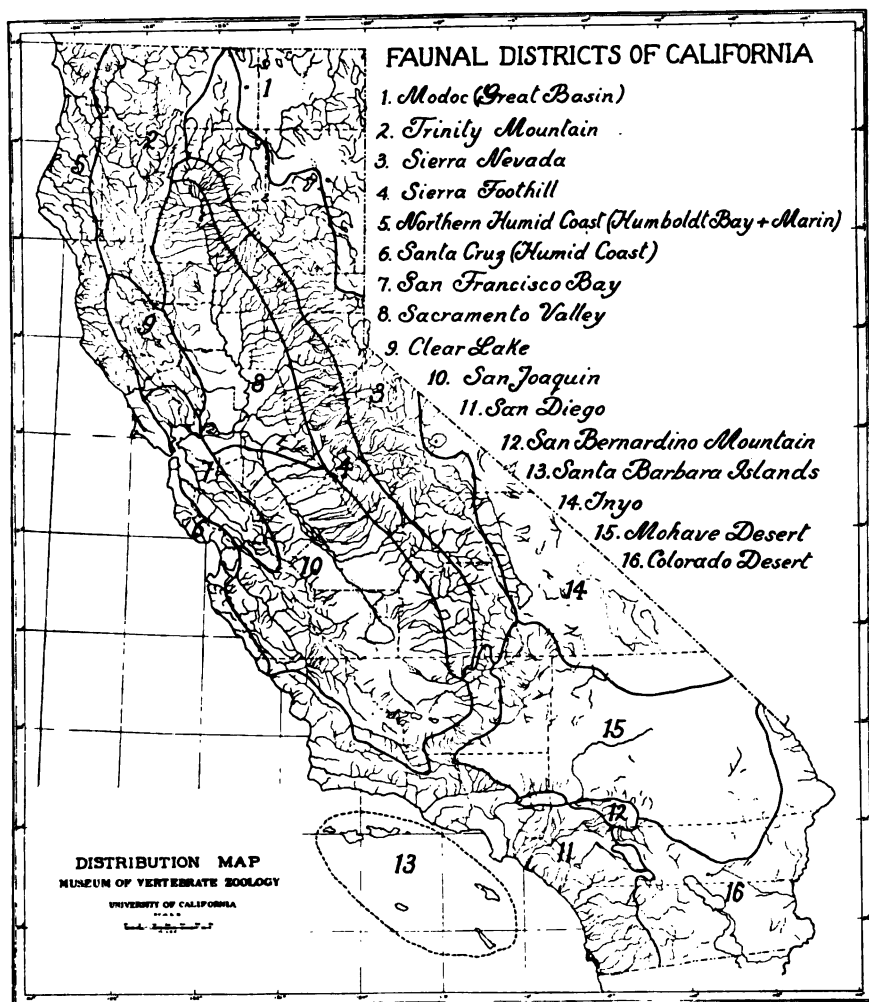 FAUNAL DISTRICTS OF CALIFORNIA
1. Modoc (Great Basin)
2. Trinity Mountain
3. Sierra Nevada
4. Sierra Foothill
5. Northern Humid Coast (Humboldt Bay + Marin)
6. Santa Cruz (Humid Coast)
7. San Francisco Bay
8. Sacramento Valley
9. Clear Lake
10. San Joaquin
11. San Diego
12. San Bernardino Mountain
13. Santa Barbara Islands
14. Inyo
15. Mohave Desert
16. Colorado Desert
1
2
5
9
8
3
7
4
6
10
14
15
12
11
13
16
DISTRIBUTION MAP
MUSEUM OF VERTEBRATE ZOOLOGY
UNIVERSITY OF CALIFORNIA